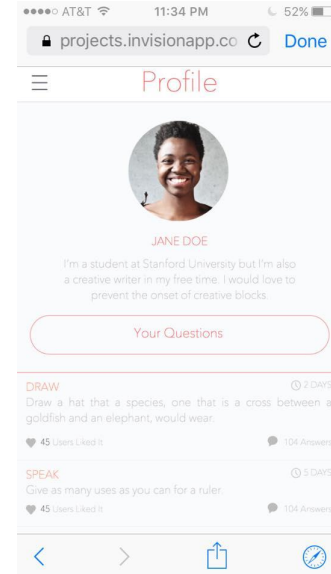 AT&T 11:34 PM 52%
projects.invisionapp.co Done
Profile
JANE DOE
I'm a student at Stanford University but I'm also
a creative writer in my free time. I would love to
prevent the onset of creative blocks.
Your Questions
DRAW 2 DAYS
Draw a hat that a species, one that is a cross between a
goldfish and an elephant, would wear.
45 Users Liked It 104 Answers
SPEAK 5 DAYS
Give as many uses as you can for a ruler.
45 Users Liked It 104 Answers